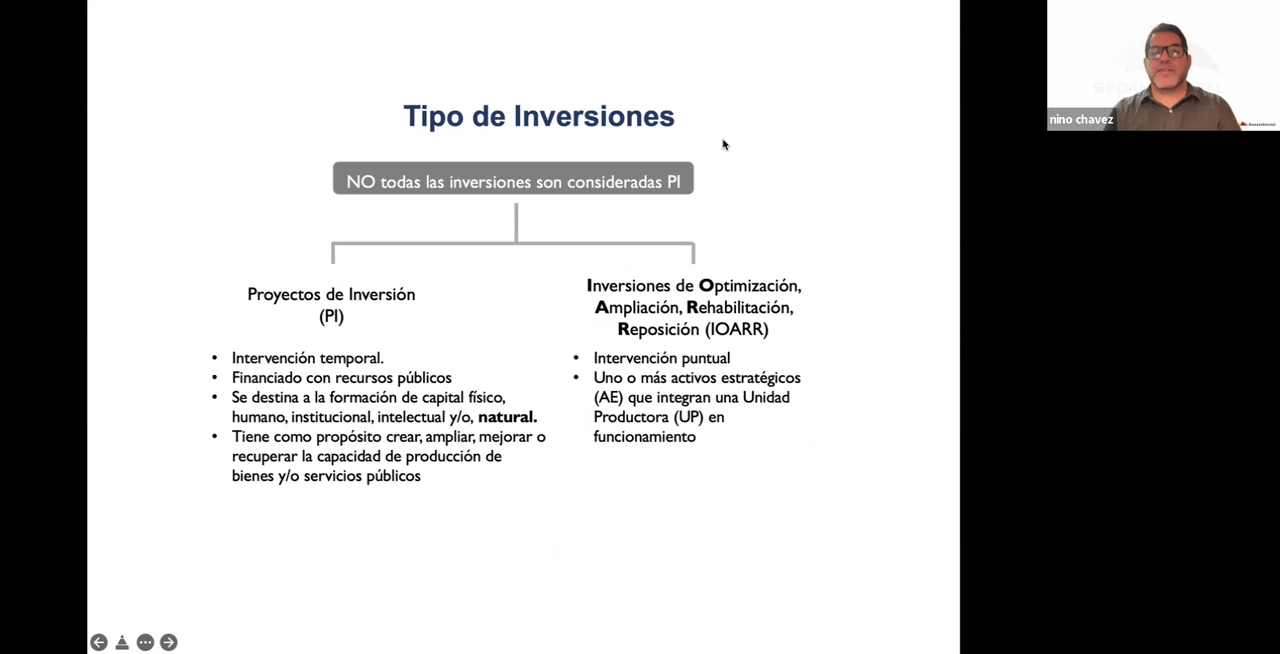 Tipo de Inversiones
NO todas las inversiones son consideradas PI
Proyectos de Inversión
(PI)
• Intervención temporal.
• Financiado con recursos públicos
• Se destina a la formación de capital físico,
humano, institucional, intelectual y/o, natural.
• Tiene como propósito crear, ampliar, mejorar o
recuperar la capacidad de producción de
bienes y/o servicios públicos
Inversiones de Optimización,
Ampliación, Rehabilitación,
Reposición (IOARR)
• Intervención puntual
• Uno o más activos estratégicos
(AE) que integran una Unidad
Productora (UP) en
funcionamiento
nino chavez